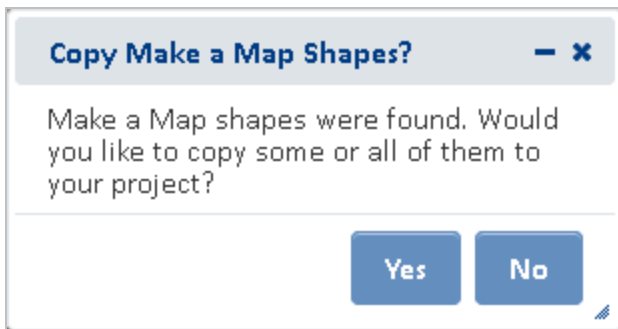 Copy Make a Map Shapes?
Make a Map shapes were found. Would
you like to copy some or all of them to
your project?
Yes No